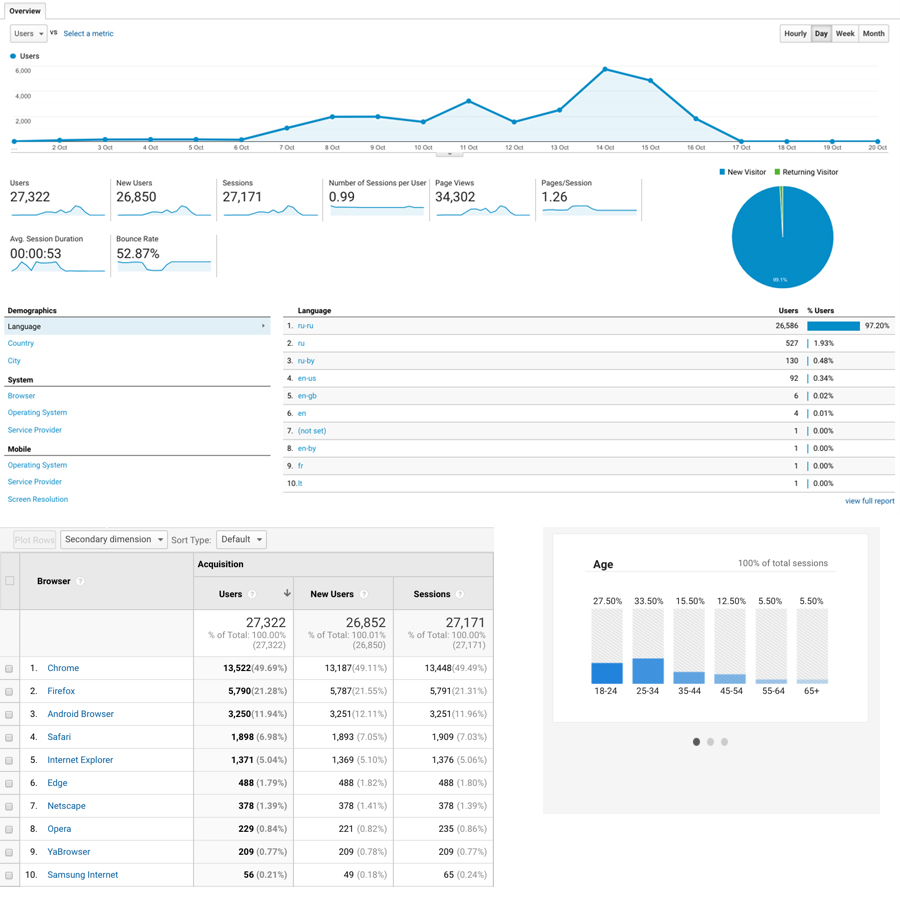 Overview
Users vs Select a metric Hourly Day Week Month
Users
6,000
4,000
2,000
... 2 Oct 3 Oct 4 Oct 5 Oct 6 Oct 7 Oct 8 Oct 9 Oct 10 Oct 11 Oct 12 Oct 13 Oct 14 Oct 15 Oct 16 Oct 17 Oct 18 Oct 19 Oct 20 Oct
New Visitor Returning Visitor
Users New Users Sessions Number of Sessions per User Page Views Pages/Session
27,322 26,850 27,171 0.99 34,302 1.26
Avg. Session Duration Bounce Rate
00:00:53 52.87%
99.1%
Demographics
Language
Country
City
System
Browser
Operating System
Service Provider
Mobile
Operating System
Service Provider
Screen Resolution
Language Users % Users
1. ru-ru 26,586 97.20%
2. ru 527 1.93%
3. ru-by 130 0.48%
4. en-us 92 0.34%
5. en-gb 6 0.02%
6. en 4 0.01%
7. (not set) 1 0.00%
8. en-by 1 0.00%
9. fr 1 0.00%
10. lt 1 0.00%
view full report
Plot Rows Secondary dimension Sort Type: Default
Browser ? Acquisition
Users ? New Users ? Sessions ?
27,322 26,852 27,171
% of Total: 100.00% % of Total: 100.01% % of Total: 100.00%
(27,322) (26,850) (27,171)
1. Chrome 13,522(49.69%) 13,187(49.11%) 13,448(49.49%)
2. Firefox 5,790(21.28%) 5,787(21.55%) 5,791(21.31%)
3. Android Browser 3,250(11.94%) 3,251(12.11%) 3,251(11.96%)
4. Safari 1,898 (6.98%) 1,893 (7.05%) 1,909 (7.03%)
5. Internet Explorer 1,371 (5.04%) 1,369 (5.10%) 1,376 (5.06%)
6. Edge 488 (1.79%) 488 (1.82%) 488 (1.80%)
7. Netscape 378 (1.39%) 378 (1.41%) 378 (1.39%)
8. Opera 229 (0.84%) 221 (0.82%) 235 (0.86%)
9. YaBrowser 209 (0.77%) 209 (0.78%) 209 (0.77%)
10. Samsung Internet 56 (0.21%) 49 (0.18%) 65 (0.24%)
Age 100% of total sessions
27.50% 33.50% 15.50% 12.50% 5.50% 5.50%
18-24 25-34 35-44 45-54 55-64 65+